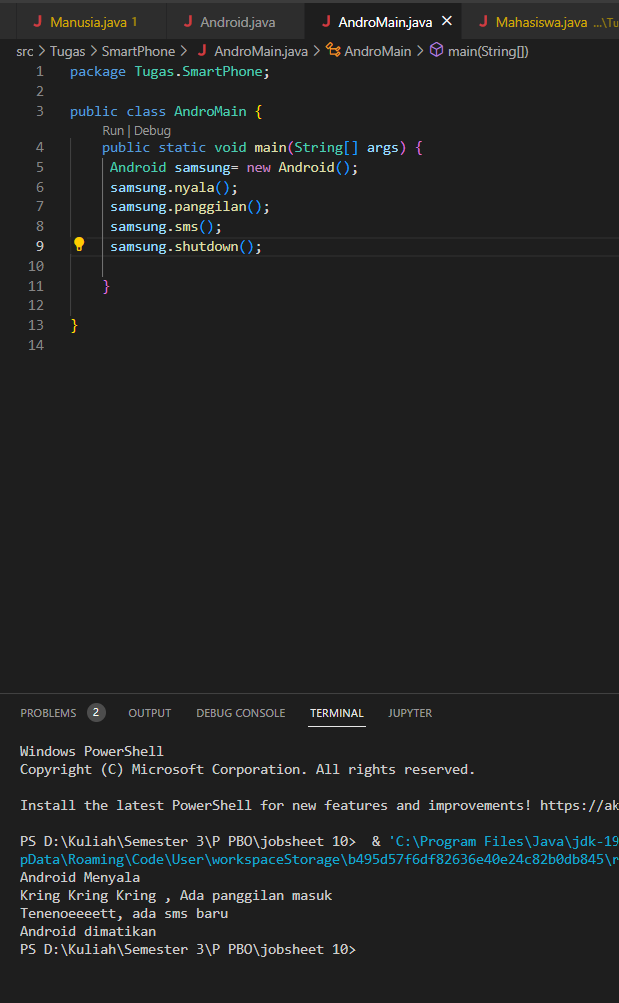 J Manusia.java 1 J Android.java J AndroMain.java × J Mahasiswa.java ...\Tu
src > Tugas > SmartPhone > J AndroMain.java > AndroMain > main(String[])
1 package Tugas.SmartPhone;
2
3 public class AndroMain {
Run | Debug
4 public static void main(String[] args) {
5 Android samsung= new Android();
6 samsung.nyala();
7 samsung.panggilan();
8 samsung.sms();
9 samsung.shutdown();
10
11 }
12
13 }
14
PROBLEMS 2 OUTPUT DEBUG CONSOLE TERMINAL JUPYTER
Windows PowerShell
Copyright (C) Microsoft Corporation. All rights reserved.
Install the latest PowerShell for new features and improvements! https://ak
PS D:\Kuliah\Semester 3\P PBO\jobsheet 10> & 'C:\Program Files\Java\jdk-19
pData\Roaming\Code\User\workspaceStorage\b495d57f6df82636e40e24c82b0db845\r
Android Menyala
Kring Kring Kring , Ada panggilan masuk
Tenenoeeeett, ada sms baru
Android dimatikan
PS D:\Kuliah\Semester 3\P PBO\jobsheet 10>